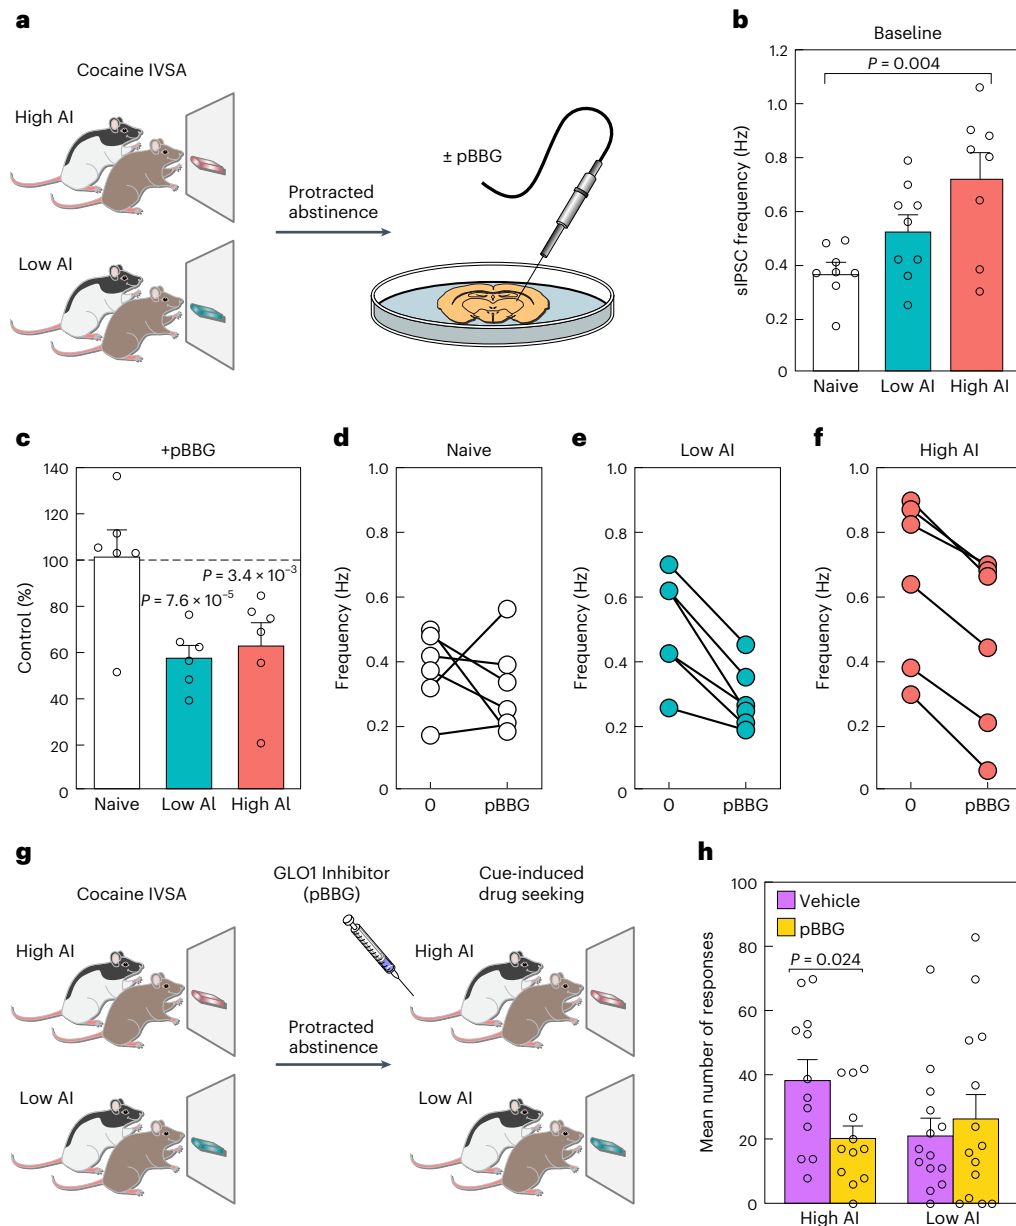 a
Cocaine IVSA
High AI
Low AI
Protracted
abstinence
± pBBG
b
Baseline
P = 0.004
sIPSC frequency (Hz)
1.2
1.0
0.8
0.6
0.4
0.2
0
Naive
Low AI
High AI
c
+pBBG
Control (%)
140
120
100
80
60
40
20
0
P = 3.4 × 10⁻³
P = 7.6 × 10⁻⁵
Naive
Low Al
High Al
d
Naive
Frequency (Hz)
1.0
0.8
0.6
0.4
0.2
0
0
pBBG
e
Low AI
Frequency (Hz)
1.0
0.8
0.6
0.4
0.2
0
0
pBBG
f
High AI
Frequency (Hz)
1.0
0.8
0.6
0.4
0.2
0
0
pBBG
g
Cocaine IVSA
High AI
Low AI
GLO1 Inhibitor
(pBBG)
Protracted
abstinence
Cue-induced
drug seeking
High AI
Low AI
h
Mean number of responses
100
80
60
40
20
0
Vehicle
pBBG
P = 0.024
High AI
Low AI